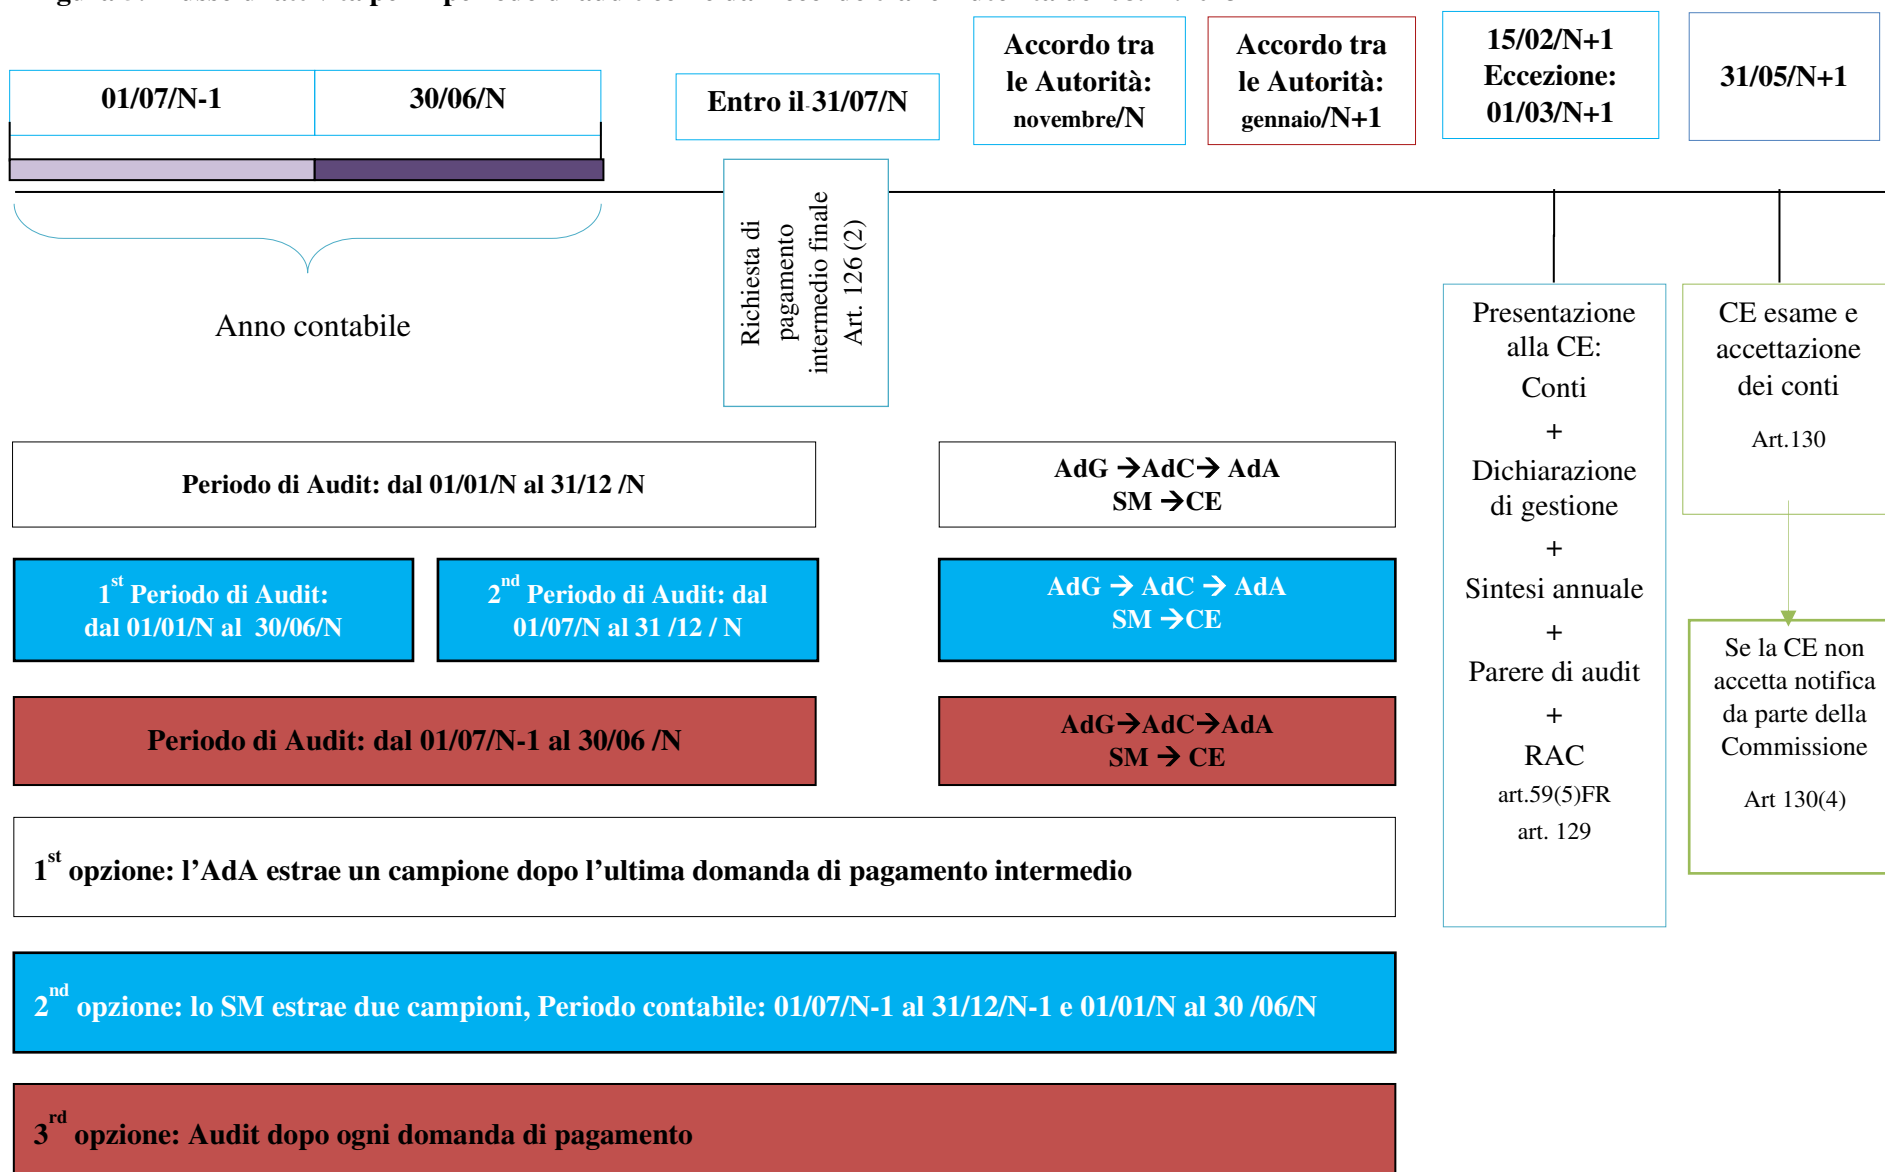 01/07/N-1
30/06/N
Entro il 31/07/N
Accordo tra
le Autorità:
novembre/N
Accordo tra
le Autorità:
gennaio/N+1
15/02/N+1
Eccezione:
01/03/N+1
31/05/N+1
Anno contabile
Richiesta di
pagamento
intermedio finale
Art. 126 (2)
Presentazione
alla CE:
Conti
+
Dichiarazione
di gestione
+
Sintesi annuale
+
Parere di audit
+
RAC
art.59(5)FR
art. 129
CE esame e
accettazione
dei conti
Art.130
Se la CE non
accetta notifica
da parte della
Commissione
Art 130(4)
Periodo di Audit: dal 01/01/N al 31/12 /N
AdG →AdC→ AdA
SM →CE
1st Periodo di Audit:
dal 01/01/N al 30/06/N
2nd Periodo di Audit: dal
01/07/N al 31 /12 / N
AdG → AdC → AdA
SM →CE
Periodo di Audit: dal 01/07/N-1 al 30/06 /N
AdG→AdC→AdA
SM → CE
1st opzione: l’AdA estrae un campione dopo l’ultima domanda di pagamento intermedio
2nd opzione: lo SM estrae due campioni, Periodo contabile: 01/07/N-1 al 31/12/N-1 e 01/01/N al 30 /06/N
3rd opzione: Audit dopo ogni domanda di pagamento